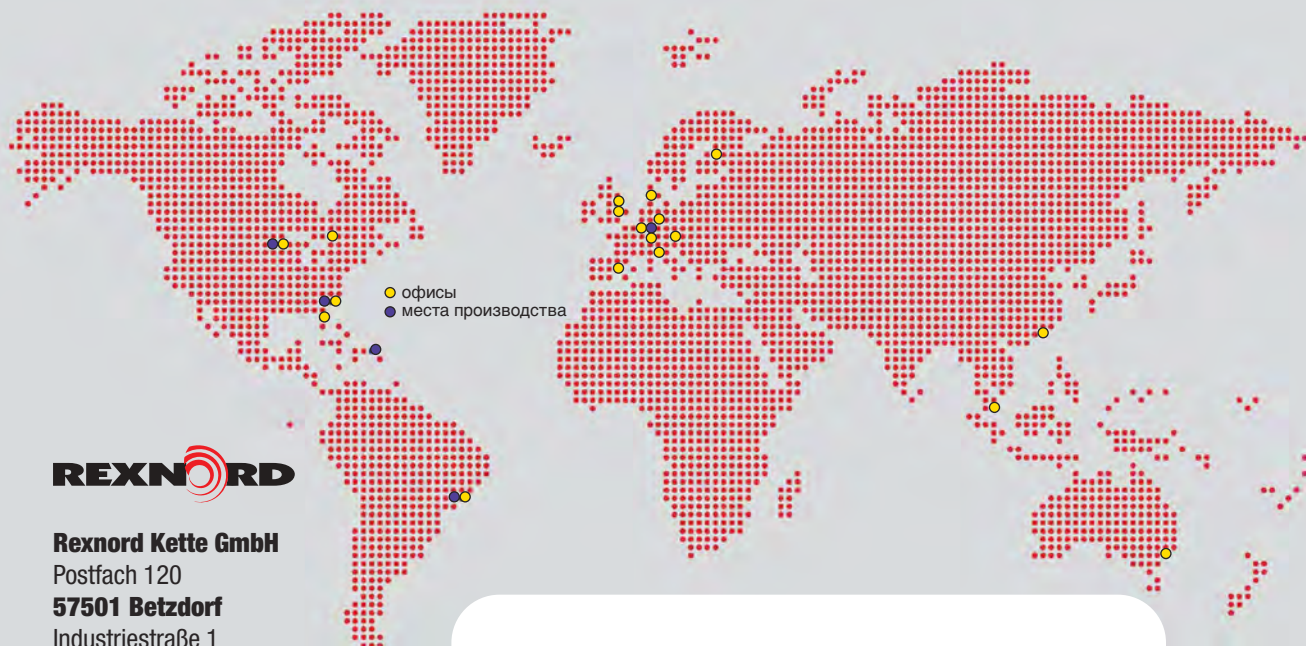 офисы
места производства
REXNORD
Rexnord Kette GmbH
Postfach 120
57501 Betzdorf
Industriestraße 1